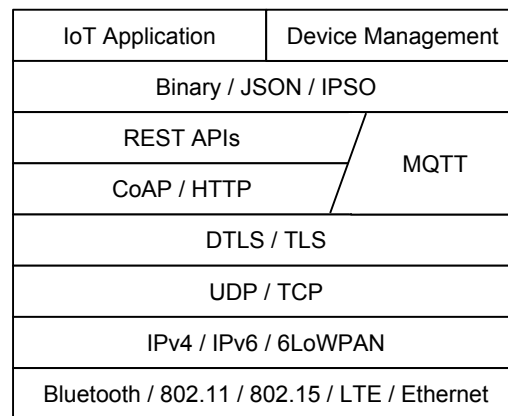 IoT Application
Device Management
Binary / JSON / IPSO
REST APIs
MQTT
CoAP / HTTP
DTLS / TLS
UDP / TCP
IPv4 / IPv6 / 6LoWPAN
Bluetooth / 802.11 / 802.15 / LTE / Ethernet